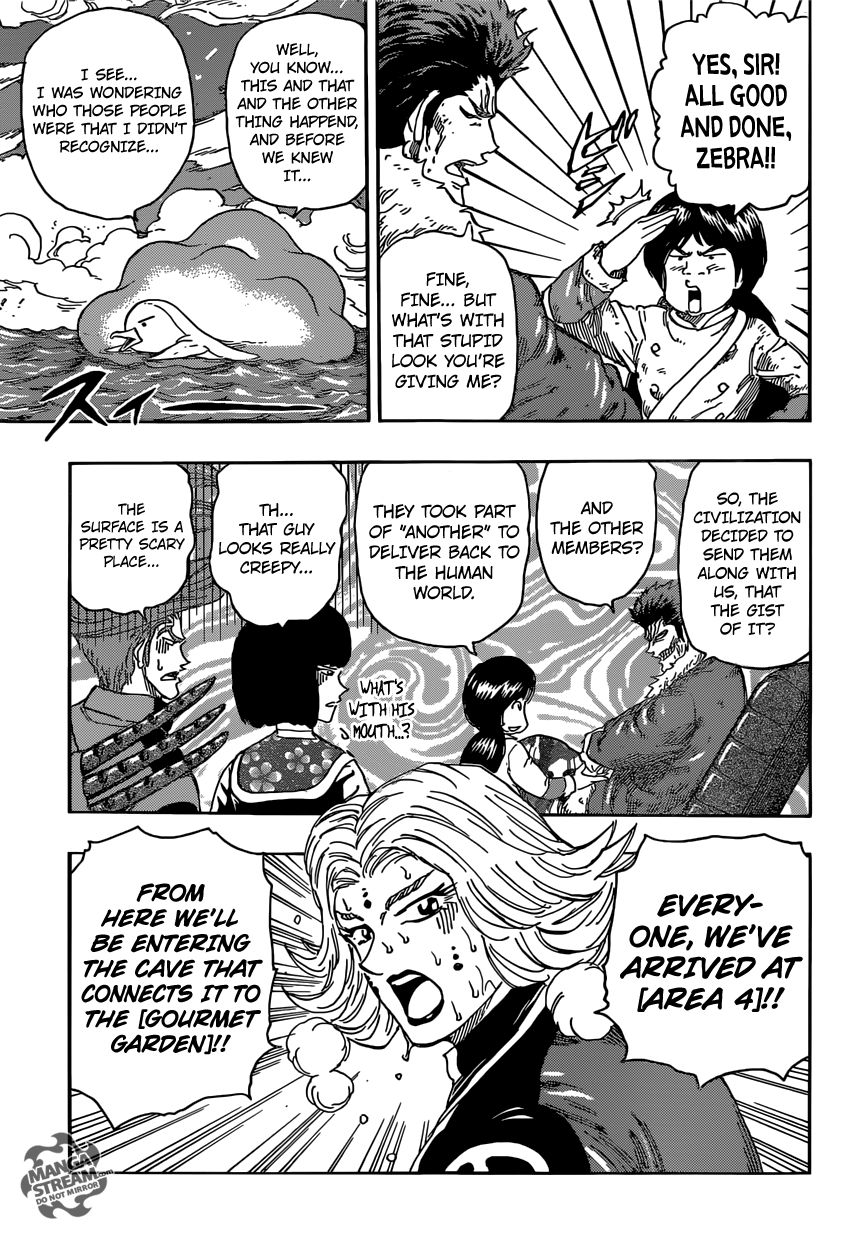 YES, SIR!
ALL GOOD
AND DONE,
ZEBRA!!
FINE,
FINE... BUT
WHAT'S WITH
THAT STUPID
LOOK YOU'RE
GIVING ME?
WELL,
YOU KNOW...
THIS AND THAT
AND THE OTHER
THING HAPPEND,
AND BEFORE
WE KNEW
IT...
I SEE...
I WAS WONDERING
WHO THOSE PEOPLE
WERE THAT I DIDN'T
RECOGNIZE...
スイー
SO, THE
CIVILIZATION
DECIDED TO
SEND THEM
ALONG WITH
US, THAT
THE GIST
OF IT?
AND
THE OTHER
MEMBERS?
THEY TOOK PART
OF "ANOTHER" TO
DELIVER BACK TO
THE HUMAN
WORLD.
TH...
THAT GUY
LOOKS REALLY
CREEPY...
WHAT'S
WITH HIS
MOUTH...?
THE
SURFACE IS A
PRETTY SCARY
PLACE...
EVERY-
ONE, WE'VE
ARRIVED AT
[AREA 4]!!
FROM
HERE WE'LL
BE ENTERING
THE CAVE THAT
CONNECTS IT TO
THE [GOURMET
GARDEN]!!
MANGA
STREAM.com
DO NOT MIRROR